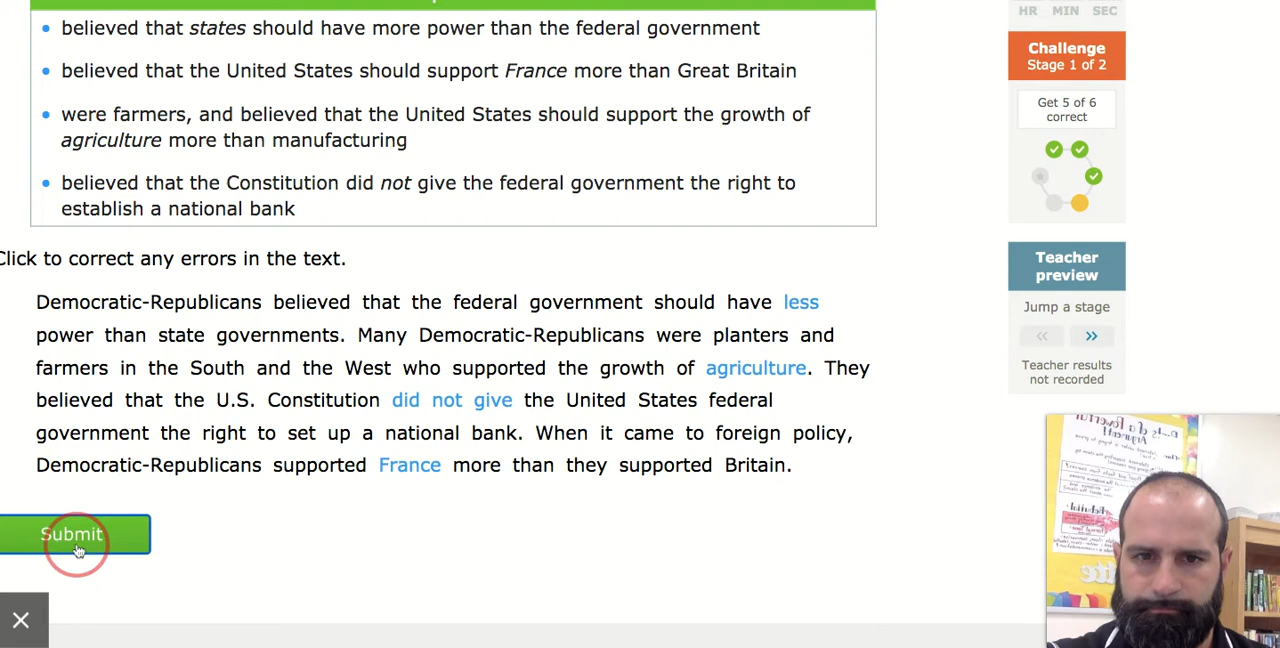 believed that states should have more power than the federal government
believed that the United States should support France more than Great Britain
were farmers, and believed that the United States should support the growth of
agriculture more than manufacturing
believed that the Constitution did not give the federal government the right to
establish a national bank
Click to correct any errors in the text.
Democratic-Republicans believed that the federal government should have less
power than state governments. Many Democratic-Republicans were planters and
farmers in the South and the West who supported the growth of agriculture. They
believed that the U.S. Constitution did not give the United States federal
government the right to set up a national bank. When it came to foreign policy,
Democratic-Republicans supported France more than they supported Britain.
Submit
HR MIN SEC
Challenge
Stage 1 of 2
Get 5 of 6
correct
Teacher
preview
Jump a stage
<< >>
Teacher results
not recorded